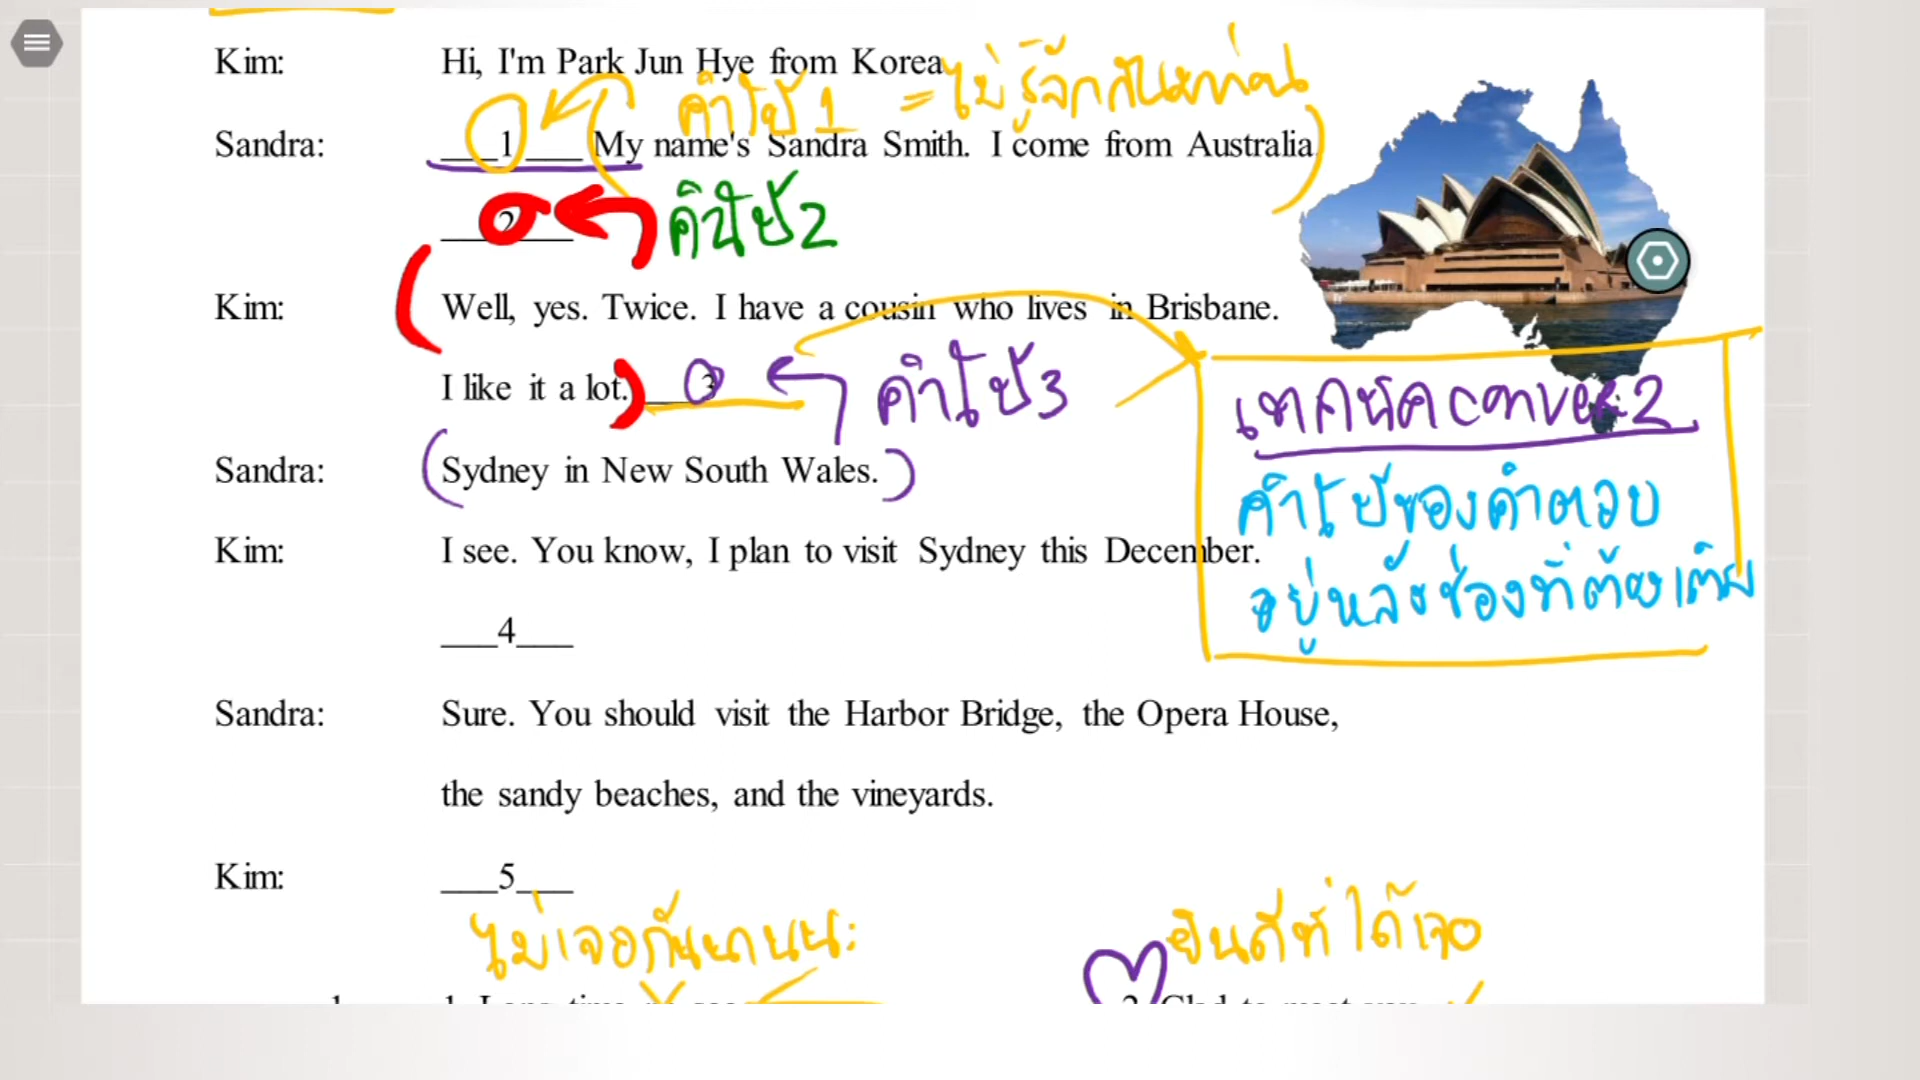 Kim: Hi, I'm Park Jun Hye from Korea
คำใบ้ 1 = ไม่รู้จักกันมาก่อน
Sandra: ___1___ My name's Sandra Smith. I come from Australia
___2___ คำใบ้2
Kim: Well, yes. Twice. I have a cousin who lives in Brisbane.
I like it a lot. ___3 คำใบ้3
เทคนิคconver2
Sandra: Sydney in New South Wales.
คำใบ้ของคำตอบ
Kim: I see. You know, I plan to visit Sydney this December.
อยู่หลังช่องที่ต้องเติม
___4___
Sandra: Sure. You should visit the Harbor Bridge, the Opera House,
the sandy beaches, and the vineyards.
Kim: ___5___
ไม่เจอกันนานนะ ยินดีที่ได้เจอ